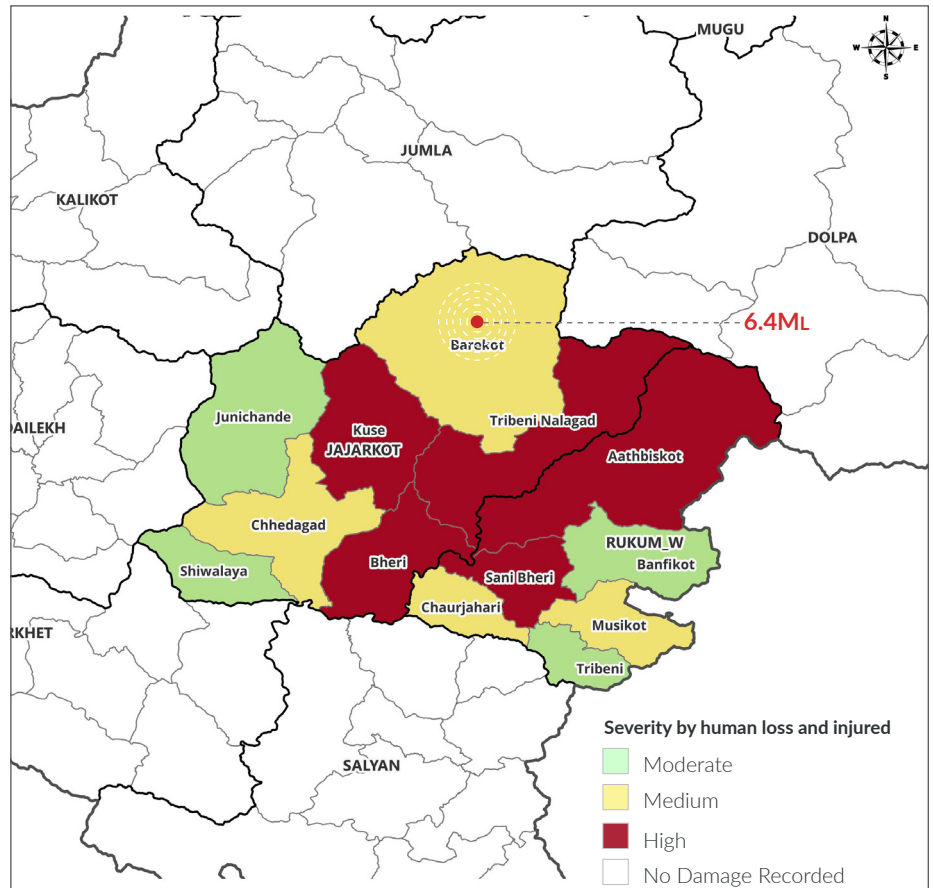 MUGU
N
W E
S
JUMLA
KALIKOT
DOLPA
6.4ML
Barekot
Junichande
Tribeni Nalagad
Kuse
JAJARKOT
AILEKH
Aathbiskot
Chhedagad
RUKUM_W
Banfikot
Bheri
Shiwalaya
Sani Bheri
Chaurjahari
Musikot
RKHET
Tribeni
SALYAN
Severity by human loss and injured
Moderate
Medium
High
No Damage Recorded